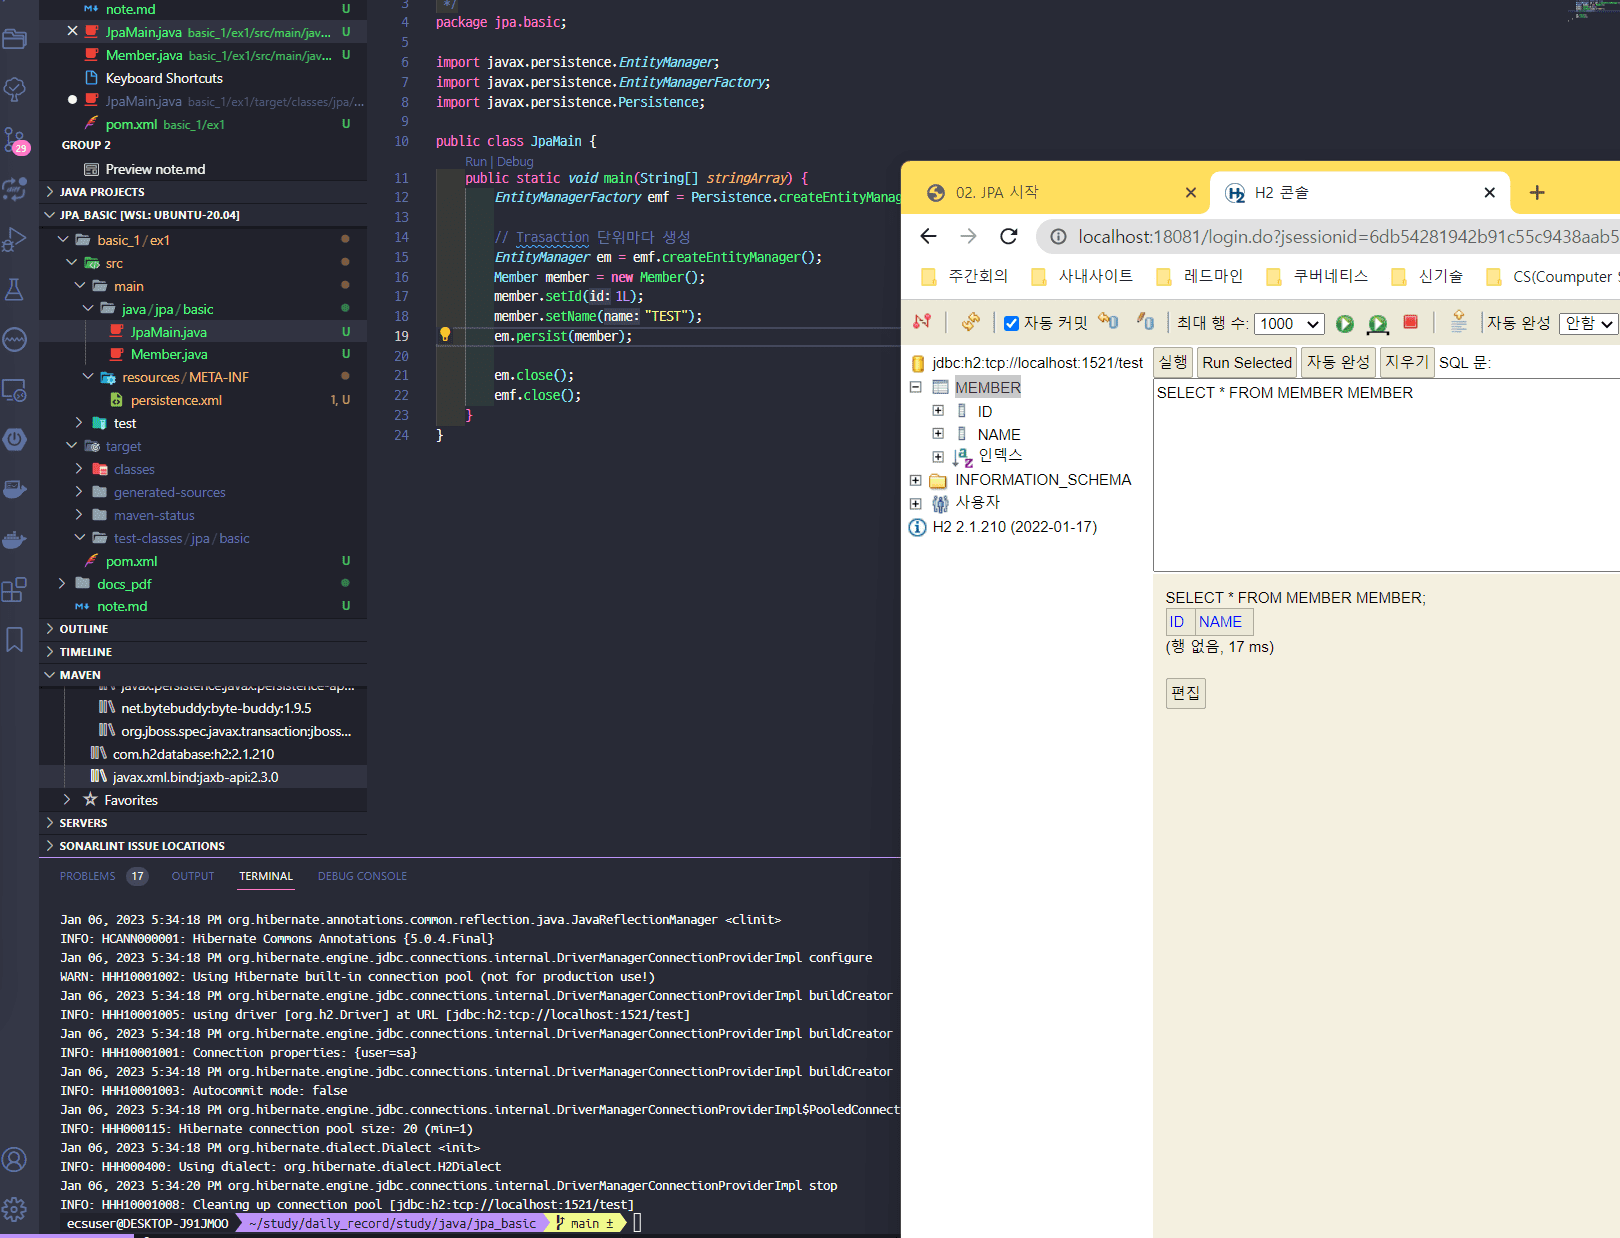 note.md U
JpaMain.java basic_1/ex1/src/main/jav... U
Member.java basic_1/ex1/src/main/jav... U
Keyboard Shortcuts
JpaMain.java basic_1/ex1/target/classes/jpa/...
pom.xml basic_1/ex1 U
GROUP 2
Preview note.md
JAVA PROJECTS
JPA_BASIC [WSL: UBUNTU-20.04]
basic_1 / ex1
src
main
java / jpa / basic
JpaMain.java U
Member.java U
resources / META-INF
persistence.xml 1, U
test
target
classes
generated-sources
maven-status
test-classes / jpa / basic
pom.xml U
docs_pdf
note.md U
OUTLINE
TIMELINE
MAVEN
javax.persistence:javax.persistence-ap...
net.bytebuddy:byte-buddy:1.9.5
org.jboss.spec.javax.transaction:jboss...
com.h2database:h2:2.1.210
javax.xml.bind:jaxb-api:2.3.0
Favorites
SERVERS
SONARLINT ISSUE LOCATIONS
29
3 */
4 package jpa.basic;
5
6 import javax.persistence.EntityManager;
7 import javax.persistence.EntityManagerFactory;
8 import javax.persistence.Persistence;
9
10 public class JpaMain {
Run | Debug
11 public static void main(String[] stringArray) {
12 EntityManagerFactory emf = Persistence.createEntityManag
13
14 // Trasaction 단위마다 생성
15 EntityManager em = emf.createEntityManager();
16 Member member = new Member();
17 member.setId(id: 1L);
18 member.setName(name: "TEST");
19 em.persist(member);
20
21 em.close();
22 emf.close();
23 }
24 }
PROBLEMS 17 OUTPUT TERMINAL DEBUG CONSOLE
Jan 06, 2023 5:34:18 PM org.hibernate.annotations.common.reflection.java.JavaReflectionManager <clinit>
INFO: HCANN000001: Hibernate Commons Annotations {5.0.4.Final}
Jan 06, 2023 5:34:18 PM org.hibernate.engine.jdbc.connections.internal.DriverManagerConnectionProviderImpl configure
WARN: HHH10001002: Using Hibernate built-in connection pool (not for production use!)
Jan 06, 2023 5:34:18 PM org.hibernate.engine.jdbc.connections.internal.DriverManagerConnectionProviderImpl buildCreator
INFO: HHH10001005: using driver [org.h2.Driver] at URL [jdbc:h2:tcp://localhost:1521/test]
Jan 06, 2023 5:34:18 PM org.hibernate.engine.jdbc.connections.internal.DriverManagerConnectionProviderImpl buildCreator
INFO: HHH10001001: Connection properties: {user=sa}
Jan 06, 2023 5:34:18 PM org.hibernate.engine.jdbc.connections.internal.DriverManagerConnectionProviderImpl buildCreator
INFO: HHH10001003: Autocommit mode: false
Jan 06, 2023 5:34:18 PM org.hibernate.engine.jdbc.connections.internal.DriverManagerConnectionProviderImpl$PooledConnect
INFO: HHH000115: Hibernate connection pool size: 20 (min=1)
Jan 06, 2023 5:34:18 PM org.hibernate.dialect.Dialect <init>
INFO: HHH000400: Using dialect: org.hibernate.dialect.H2Dialect
Jan 06, 2023 5:34:20 PM org.hibernate.engine.jdbc.connections.internal.DriverManagerConnectionProviderImpl stop
INFO: HHH10001008: Cleaning up connection pool [jdbc:h2:tcp://localhost:1521/test]
ecsuser@DESKTOP-J91JMOO ~/study/daily_record/study/java/jpa_basic main ±
02. JPA 시작 H2 콘솔
localhost:18081/login.do?jsessionid=6db54281942b91c55c9438aab5
주간회의 사내사이트 레드마인 쿠버네티스 신기술 CS(Coumputer S
자동 커밋 최대 행 수: 1000 자동 완성 안함
jdbc:h2:tcp://localhost:1521/test
MEMBER
ID
NAME
인덱스
INFORMATION_SCHEMA
사용자
H2 2.1.210 (2022-01-17)
실행 Run Selected 자동 완성 지우기 SQL 문:
SELECT * FROM MEMBER MEMBER
SELECT * FROM MEMBER MEMBER;
ID NAME
(행 없음, 17 ms)
편집